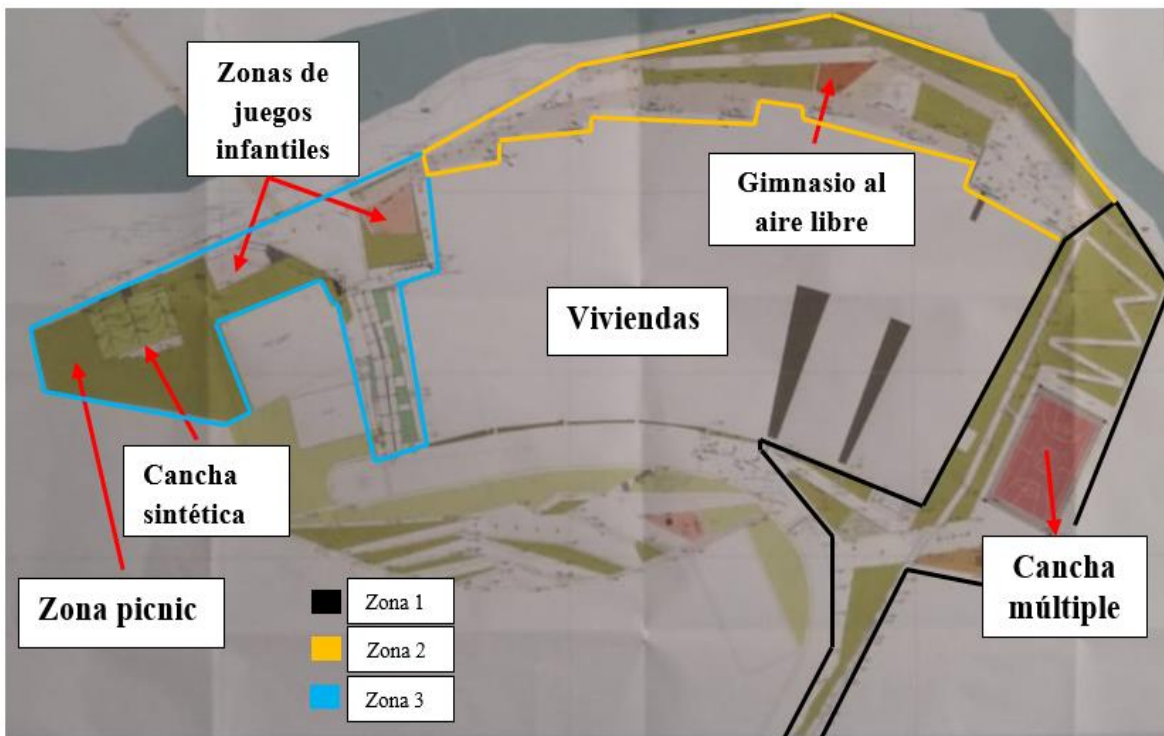 Zonas de
juegos
infantiles
Gimnasio al
aire libre
Viviendas
Cancha
sintética
Zona picnic
Cancha
múltiple
Zona 1
Zona 2
Zona 3